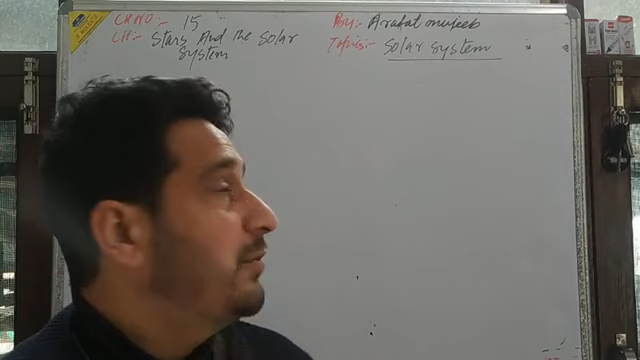 CH NO:- 15
CH:- Stars And The Solar
System
By:- Arafat mujeeb
Topic:- Solar system